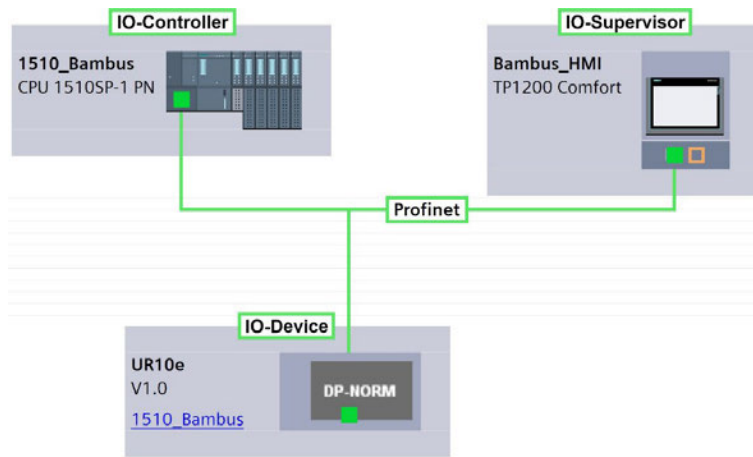 IO-Controller
1510_Bambus
CPU 1510SP-1 PN
IO-Supervisor
Bambus_HMI
TP1200 Comfort
Profinet
IO-Device
UR10e
V1.0
1510_Bambus
DP-NORM